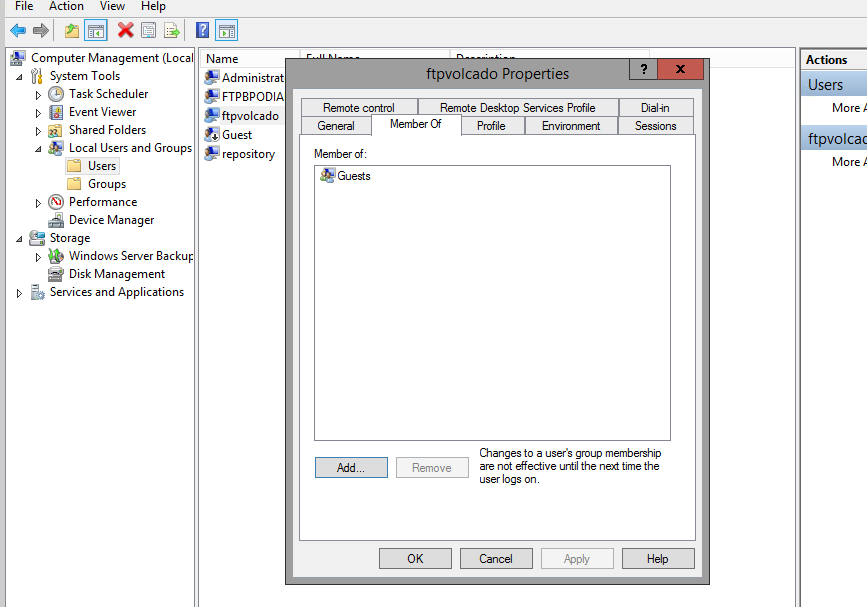 File Action View Help
Computer Management (Local
System Tools
Task Scheduler
Event Viewer
Shared Folders
Local Users and Groups
Users
Groups
Performance
Device Manager
Storage
Windows Server Backup
Disk Management
Services and Applications
Name Full Name Description
Administrat
FTPBPODIA
ftpvolcado
Guest
repository
ftpvolcado Properties
? x
Remote control Remote Desktop Services Profile Dial-in
General Member Of Profile Environment Sessions
Member of:
Guests
Add... Remove
Changes to a user's group membership
are not effective until the next time the
user logs on.
OK Cancel Apply Help
Actions
Users
More A
ftpvolcad
More A